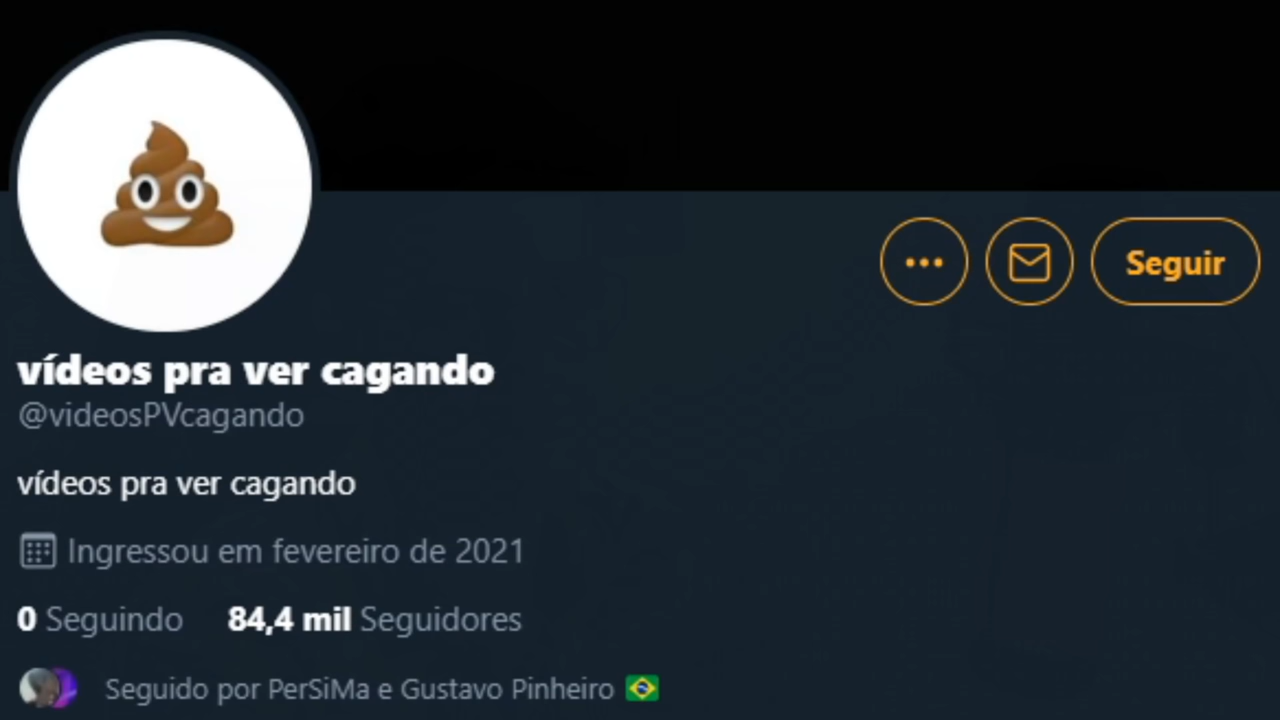 Seguir
vídeos pra ver cagando
@videosPVcagando
vídeos pra ver cagando
Ingressou em fevereiro de 2021
0 Seguindo 84,4 mil Seguidores
Seguido por PerSiMa e Gustavo Pinheiro 🇧🇷